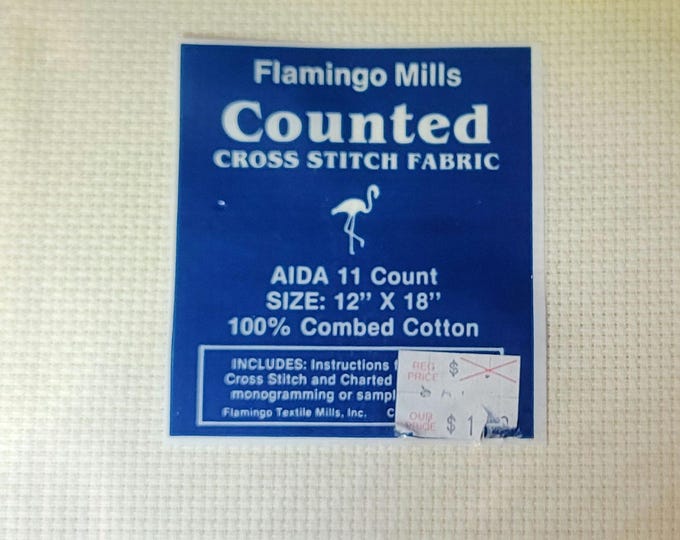 Flamingo Mills
Counted
CROSS STITCH FABRIC
AIDA 11 Count
SIZE: 12" X 18"
100% Combed Cotton
INCLUDES: Instructions
Cross Stitch and Charted
monogramming or
Flamingo Textile Mills, Inc.
REG
PRICE $
OUR
PRICE $ 1